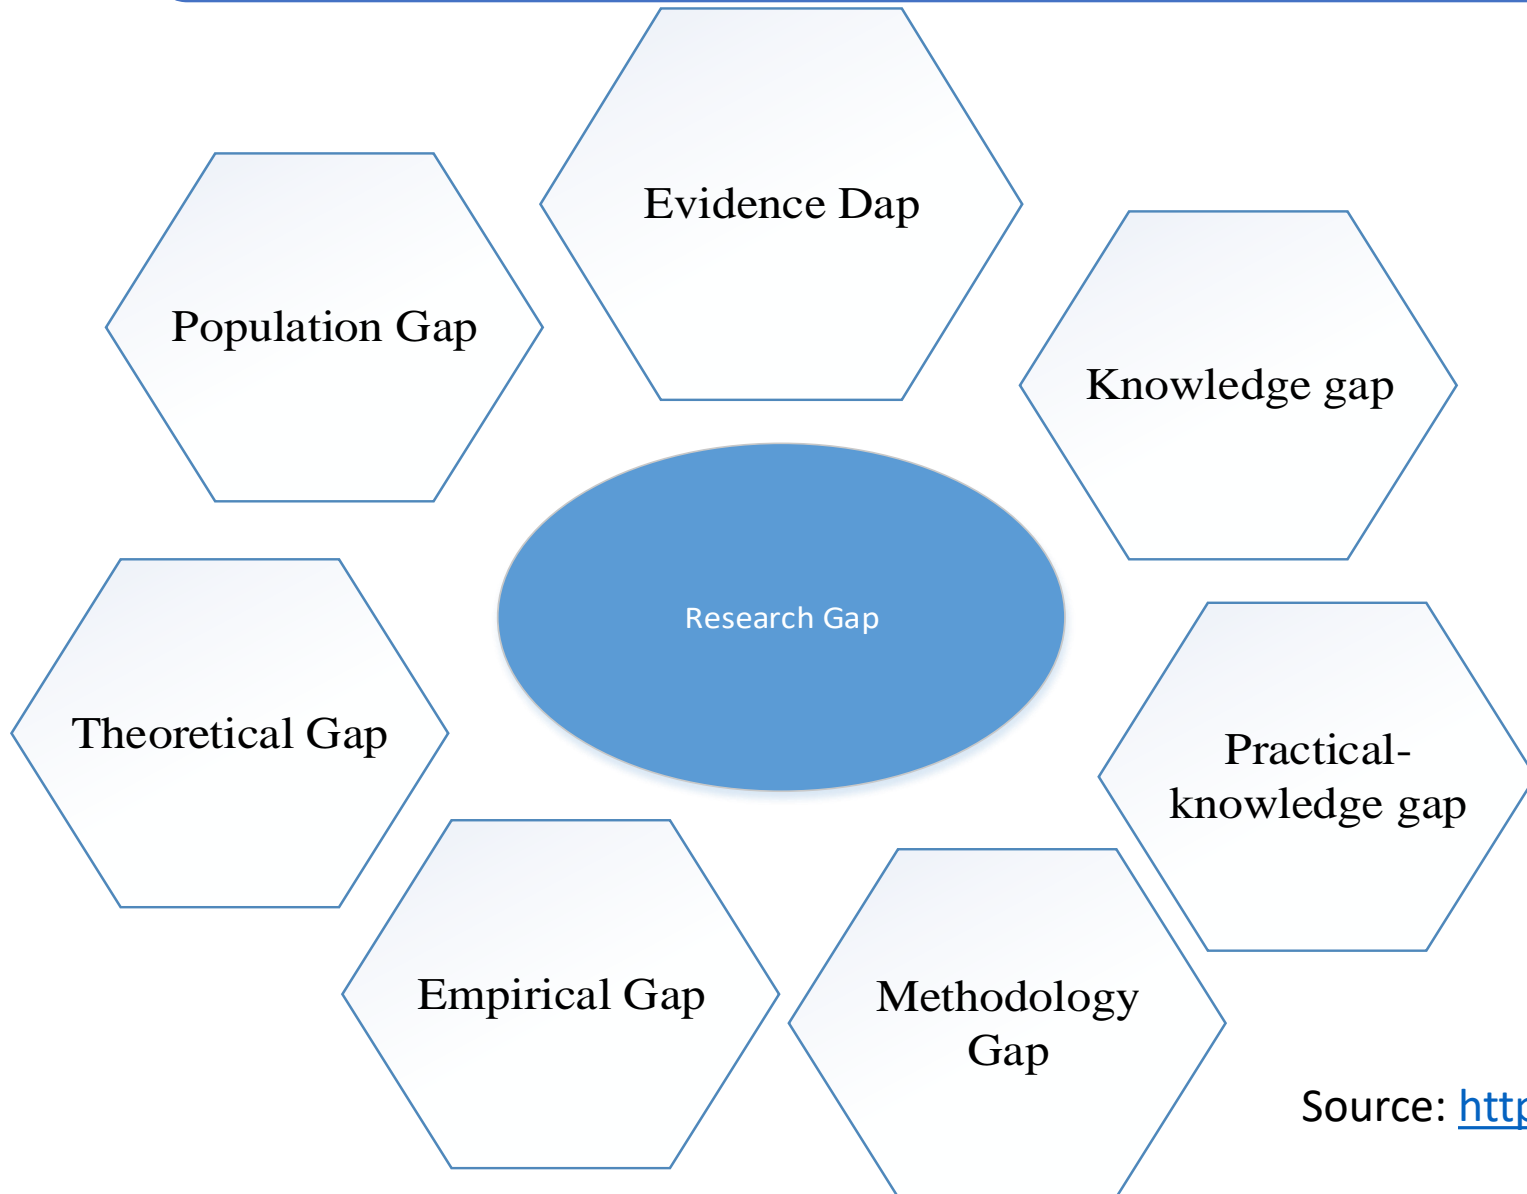 Evidence Dap
Population Gap
Knowledge gap
Research Gap
Theoretical Gap
Practical-
knowledge gap
Empirical Gap
Methodology
Gap
Source: http